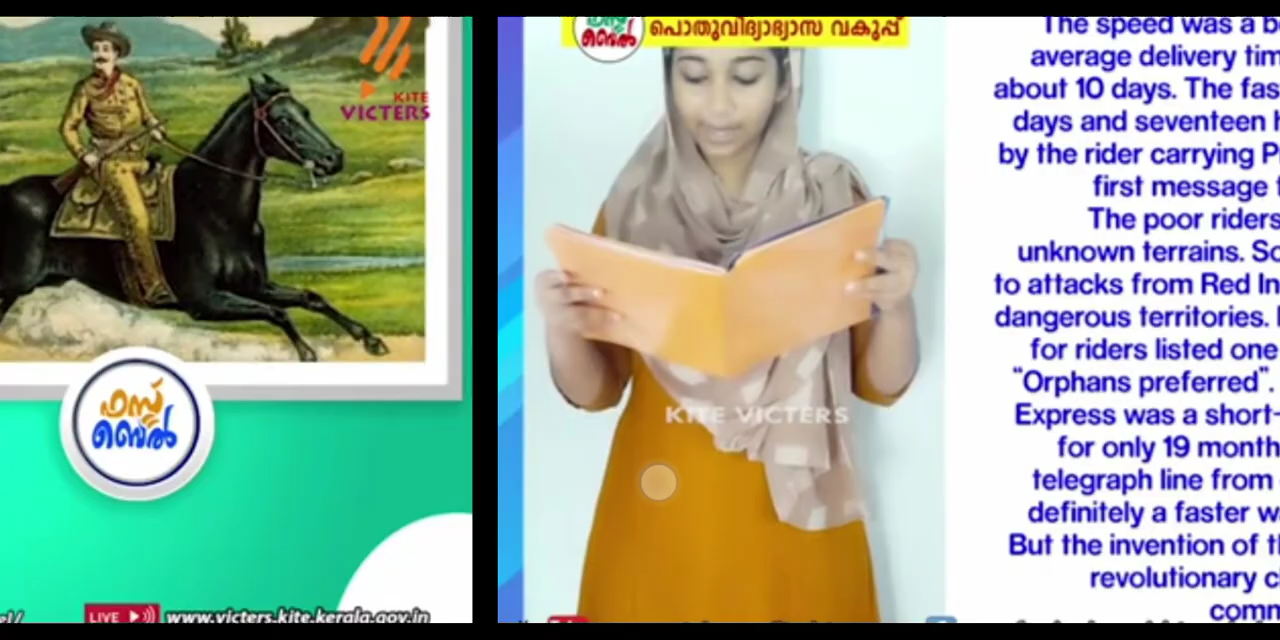 KITE
VICTERS
ഫസ്റ്റ്
ബെൽ
LIVE
www.victers.kite.kerala.gov.in
ഫസ്റ്റ്
ബെൽ
പൊതുവിദ്യാഭ്യാസ വകുപ്പ്
KITE VICTERS
The speed was a b
average delivery tim
about 10 days. The fas
days and seventeen h
by the rider carrying Pr
first message
The poor riders
unknown terrains. So
to attacks from Red In
dangerous territories.
for riders listed one
“Orphans preferred”.
Express was a short-
for only 19 month
telegraph line from
definitely a faster w
But the invention of th
revolutionary c
comm